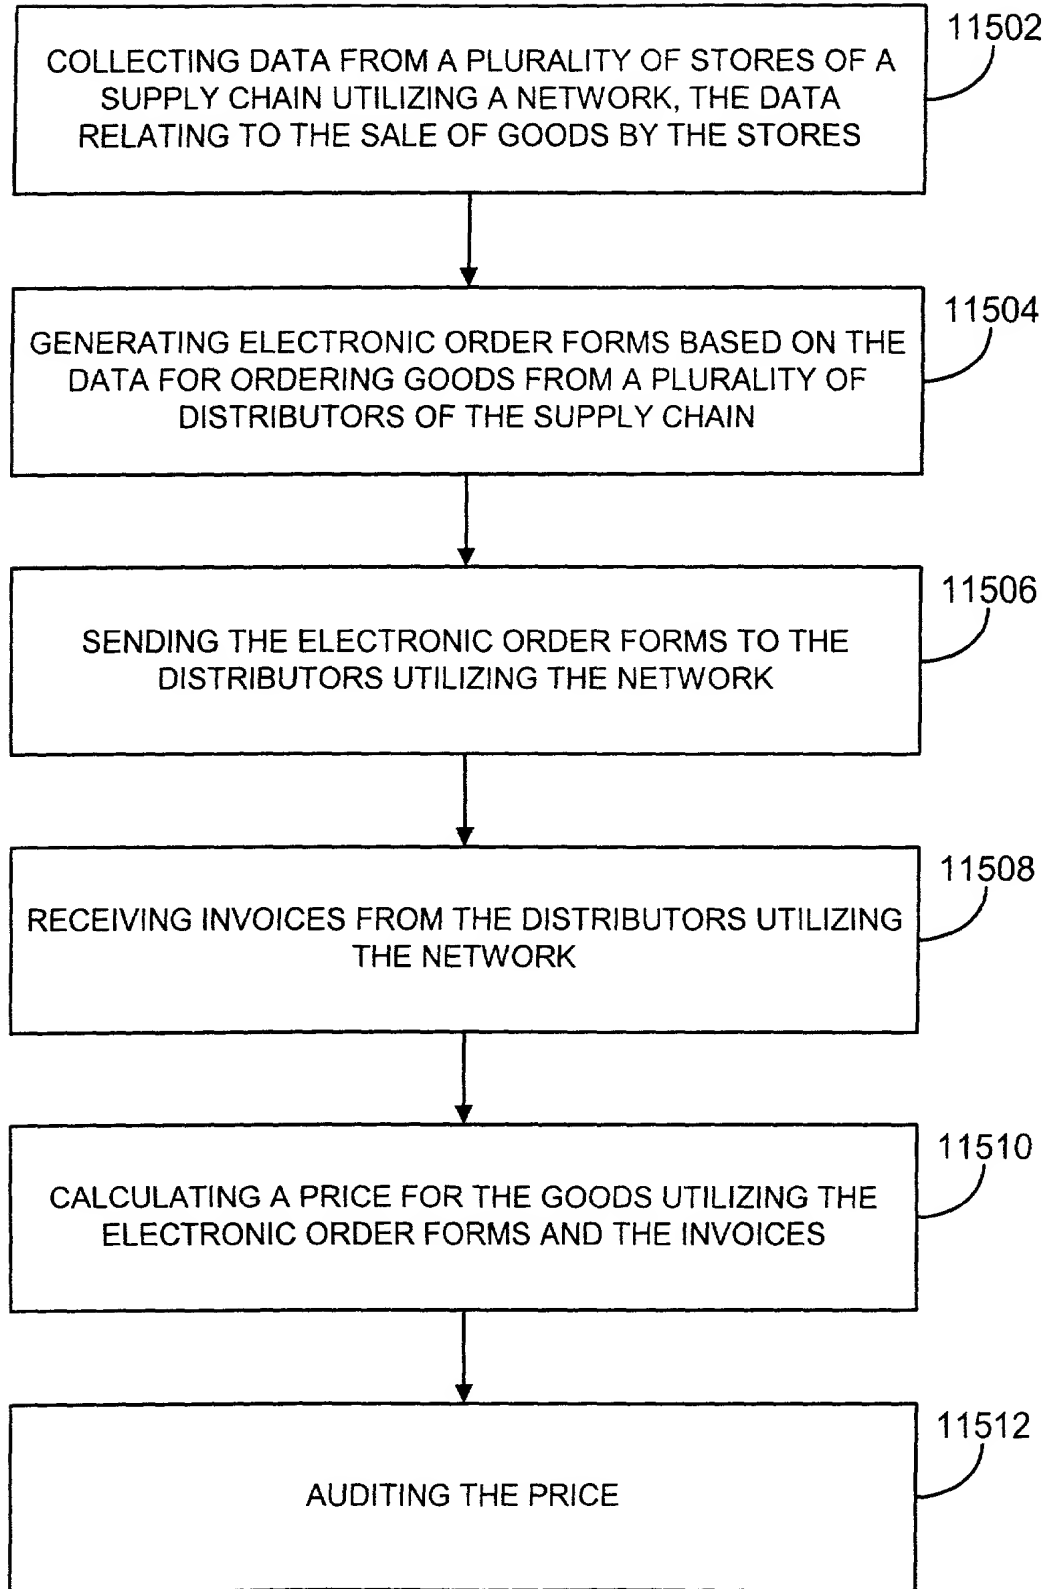 11502
COLLECTING DATA FROM A PLURALITY OF STORES OF A
SUPPLY CHAIN UTILIZING A NETWORK, THE DATA
RELATING TO THE SALE OF GOODS BY THE STORES
11504
GENERATING ELECTRONIC ORDER FORMS BASED ON THE
DATA FOR ORDERING GOODS FROM A PLURALITY OF
DISTRIBUTORS OF THE SUPPLY CHAIN
11506
SENDING THE ELECTRONIC ORDER FORMS TO THE
DISTRIBUTORS UTILIZING THE NETWORK
11508
RECEIVING INVOICES FROM THE DISTRIBUTORS UTILIZING
THE NETWORK
11510
CALCULATING A PRICE FOR THE GOODS UTILIZING THE
ELECTRONIC ORDER FORMS AND THE INVOICES
11512
AUDITING THE PRICE